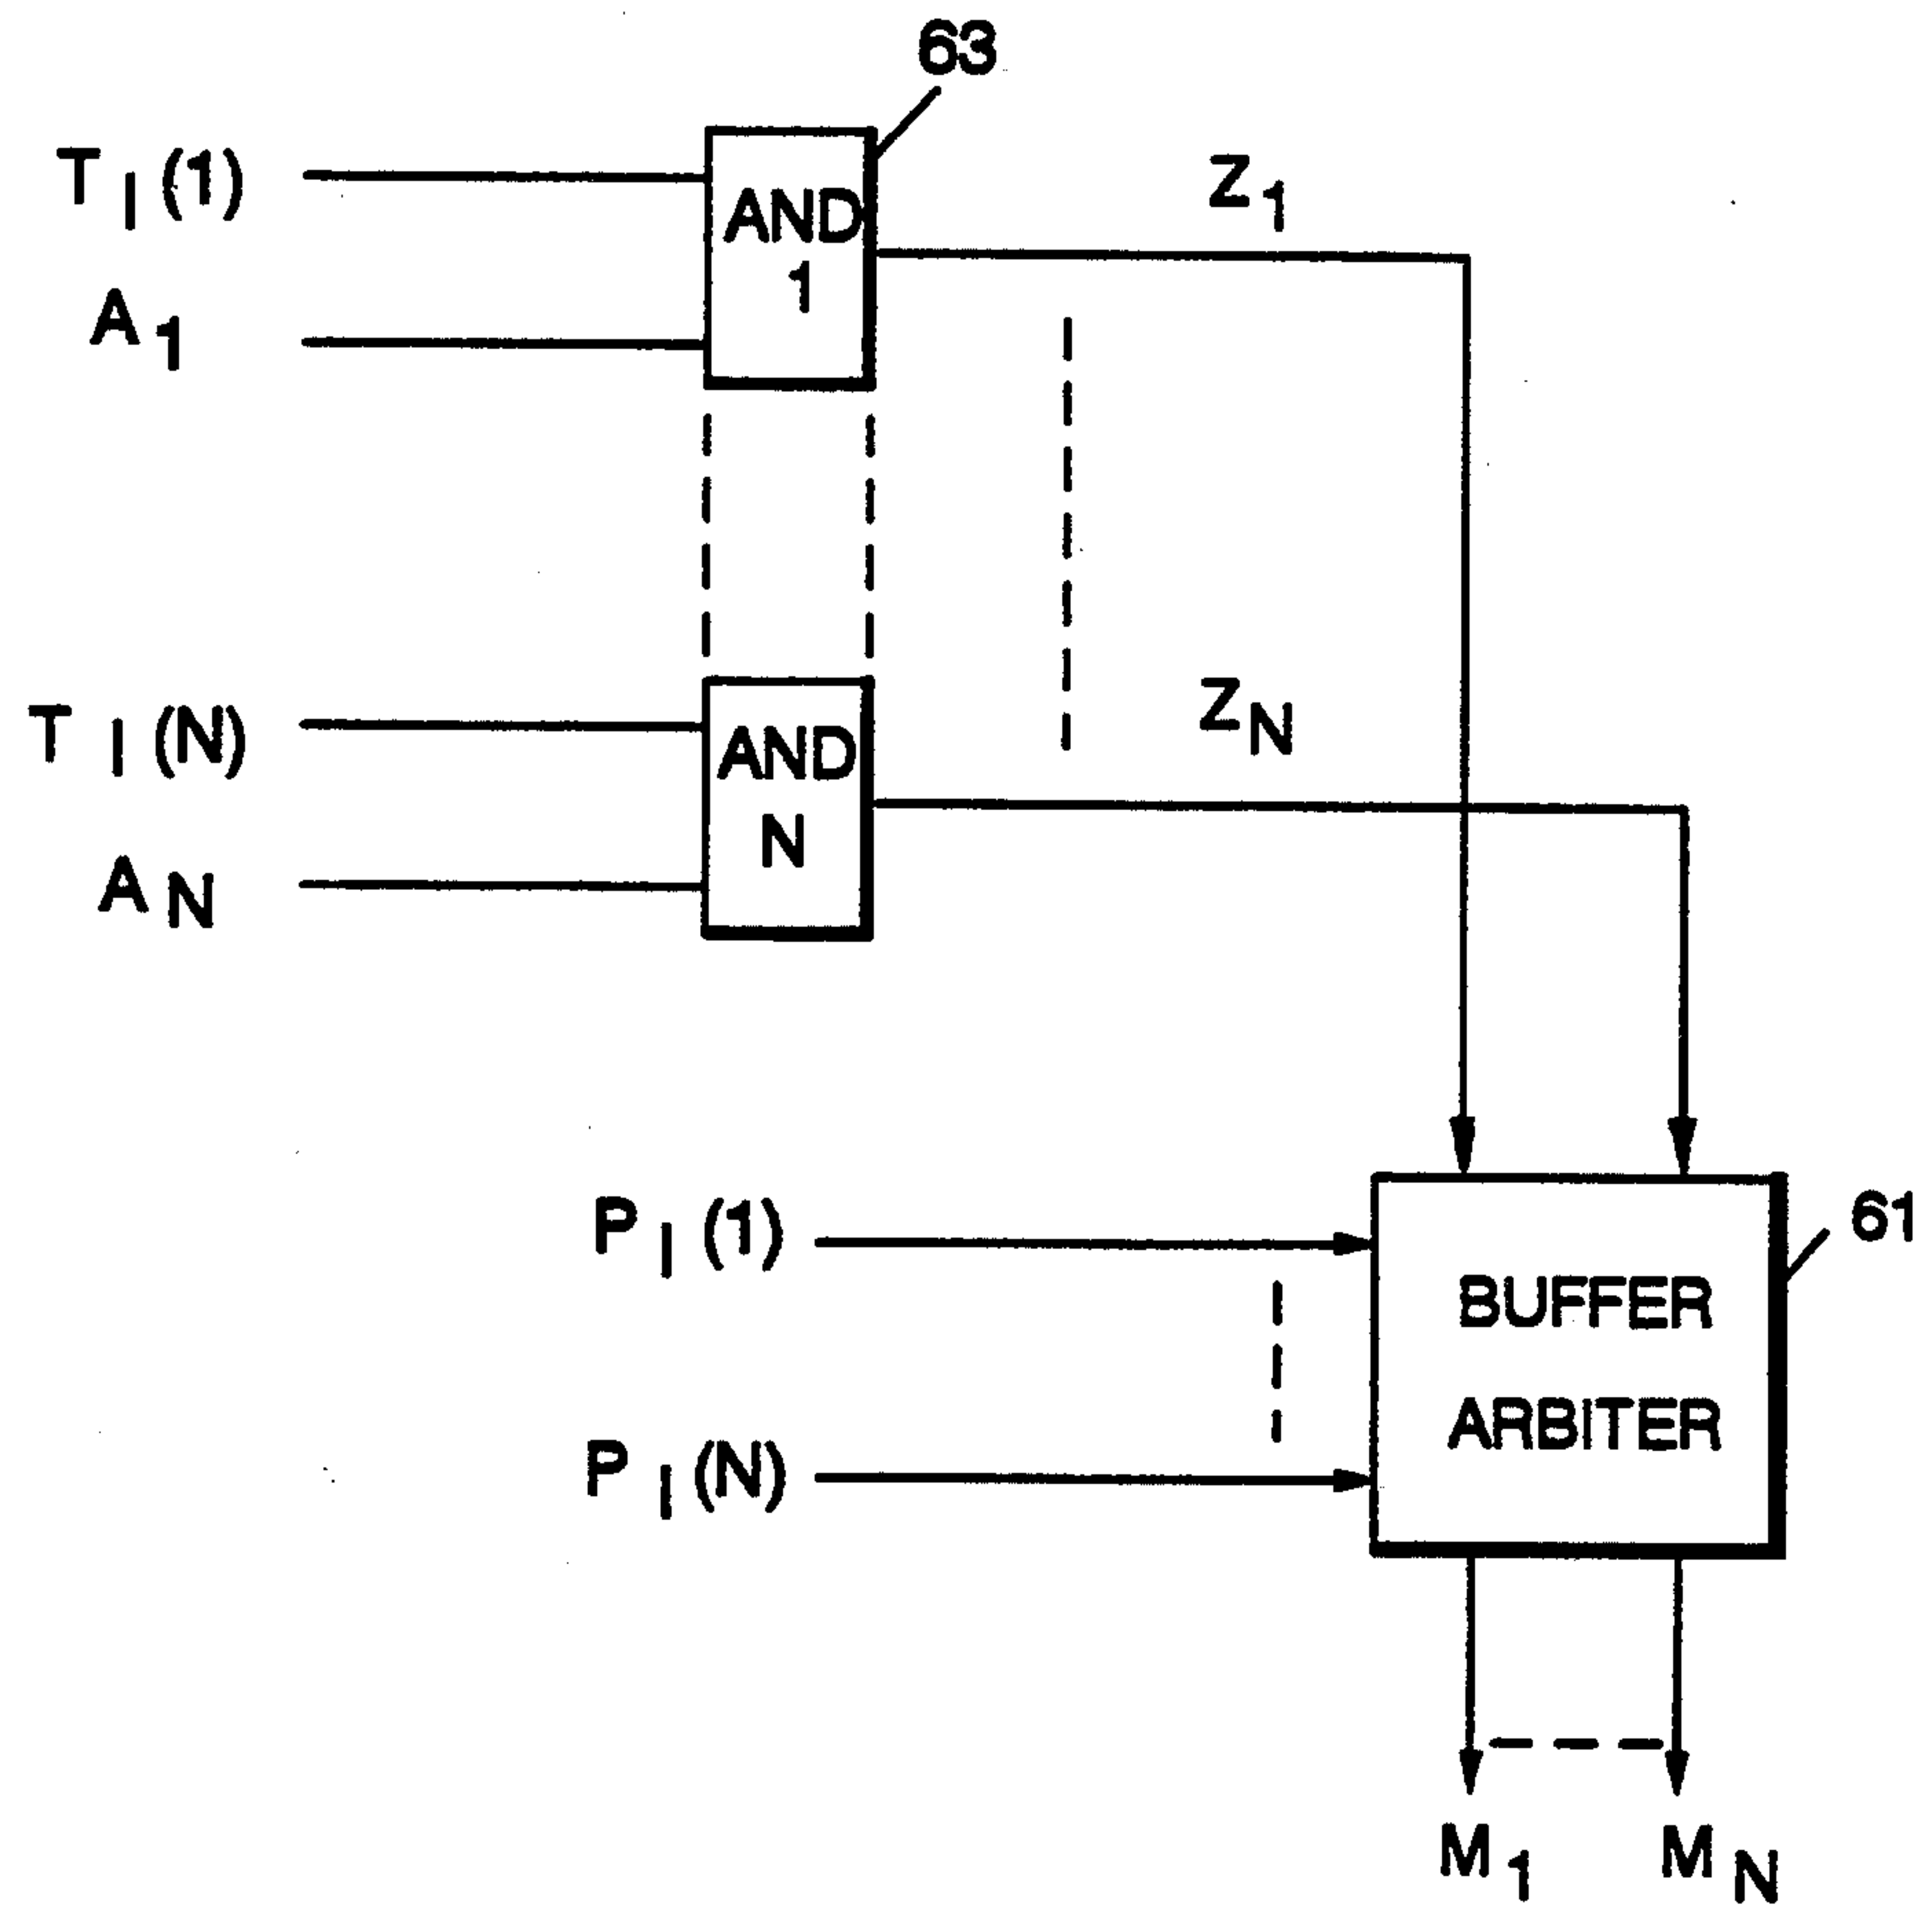 63
T I (1)
AND
1
Z 1
A 1
T I (N)
AND
N
Z N
A N
P I (1)
61
BUFFER
ARBITER
P I (N)
M 1
M N